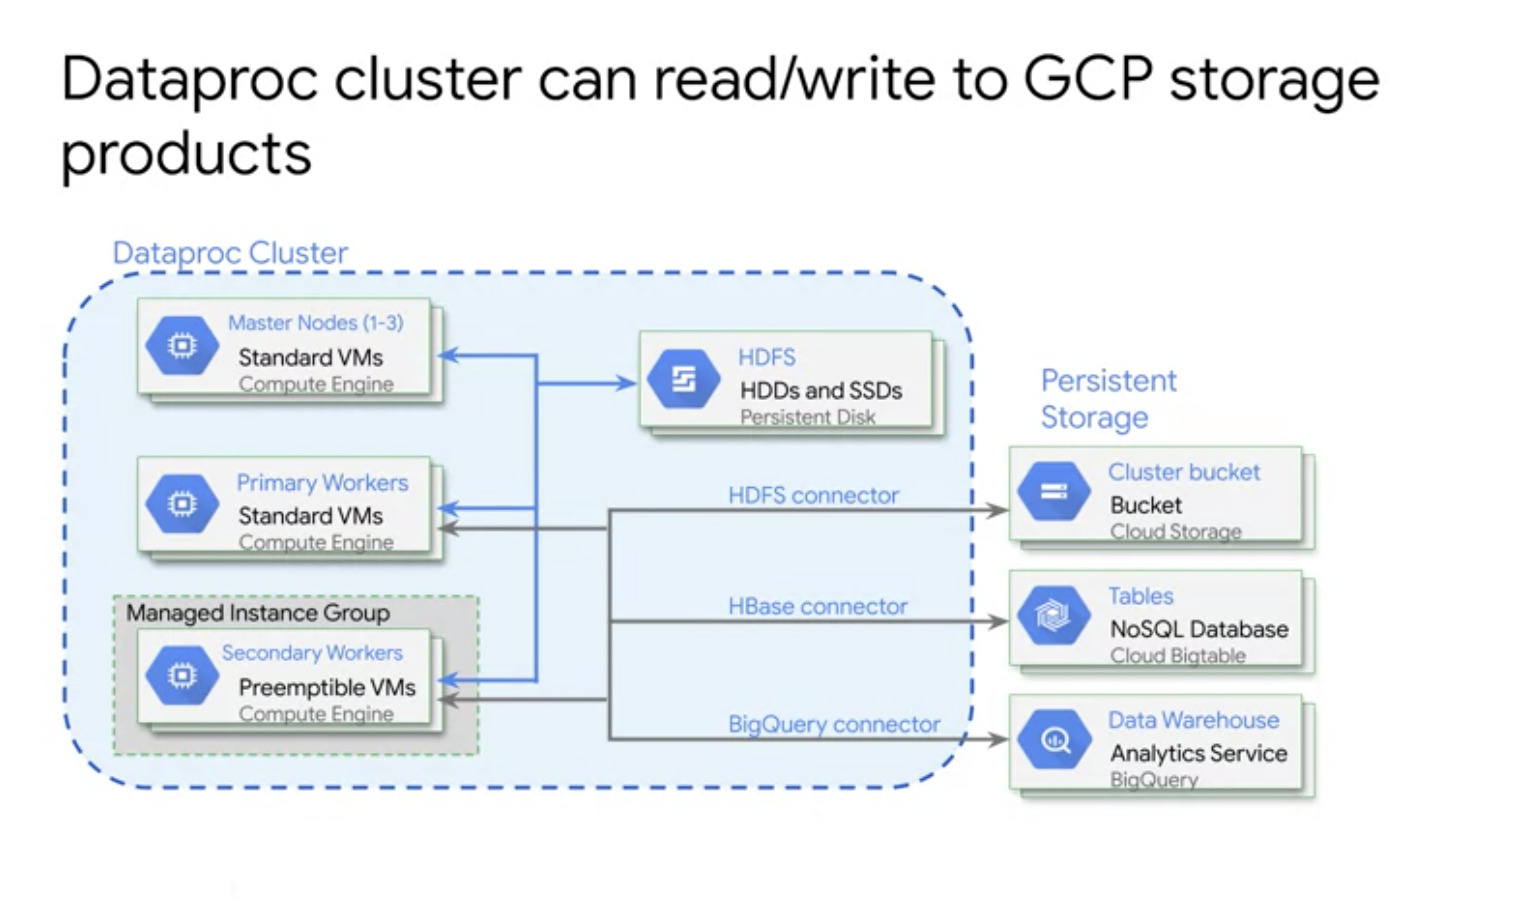 Dataproc cluster can read/write to GCP storage
products
Dataproc Cluster
Master Nodes (1-3)
Standard VMs
Compute Engine
HDFS
HDDs and SSDs
Persistent Disk
Primary Workers
Standard VMs
Compute Engine
Managed Instance Group
Secondary Workers
Preemptible VMs
Compute Engine
HDFS connector
HBase connector
BigQuery connector
Persistent
Storage
Cluster bucket
Bucket
Cloud Storage
Tables
NoSQL Database
Cloud Bigtable
Data Warehouse
Analytics Service
BigQuery